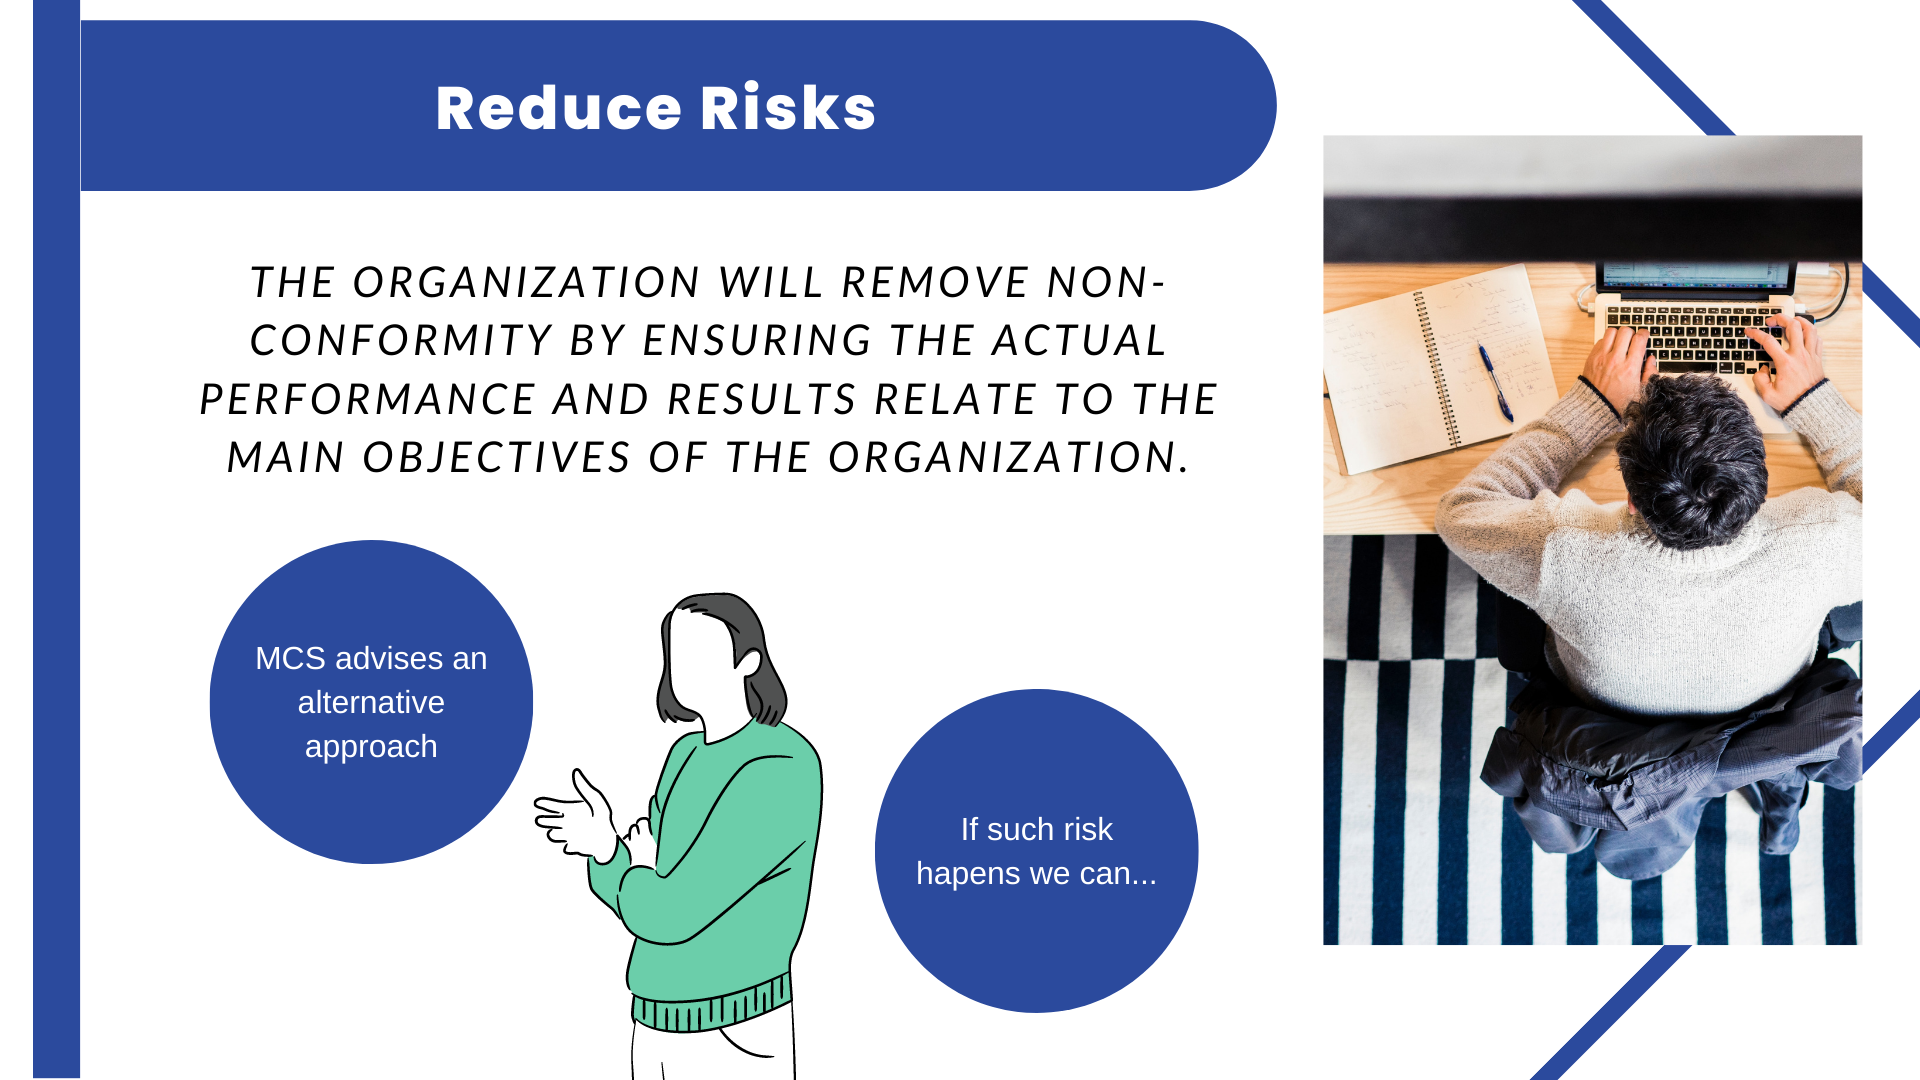 Reduce Risks
THE ORGANIZATION WILL REMOVE NON-
CONFORMITY BY ENSURING THE ACTUAL
PERFORMANCE AND RESULTS RELATE TO THE
MAIN OBJECTIVES OF THE ORGANIZATION.
MCS advises an
alternative
approach
If such risk
hapens we can...